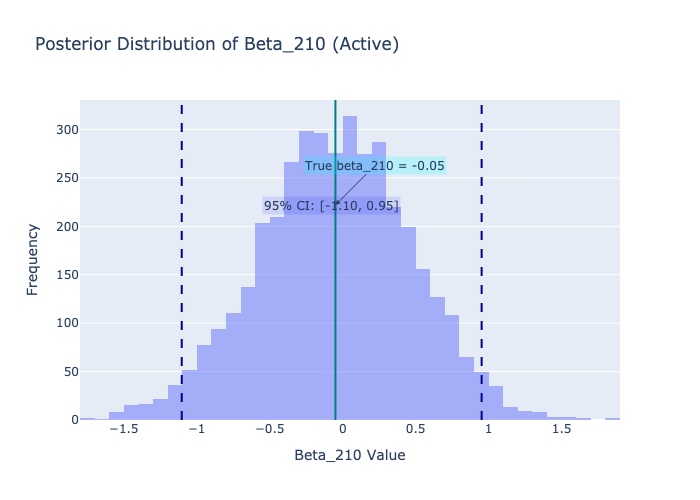 Posterior Distribution of Beta_210 (Active)
300
250
200
150
100
50
0
Frequency
True beta_210 = -0.05
95% CI: [-1.10, 0.95]
−1.5
−1
−0.5
0
0.5
1
1.5
Beta_210 Value